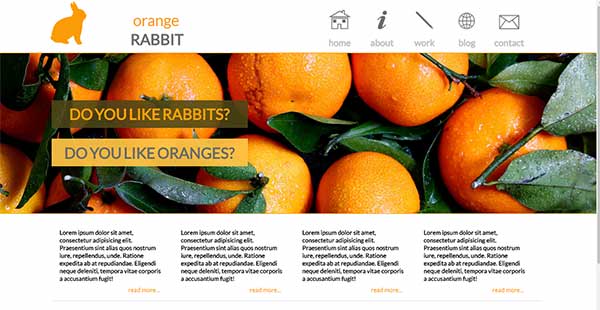 orange
RABBIT
home about work blog contact
DO YOU LIKE RABBITS?
DO YOU LIKE ORANGES?
Lorem ipsum dolor sit amet,
consectetur adipisicing elit.
Praesentium sint alias quos nostrum
iure, repellendus, unde. Ratione
expedita ab at repudiandae. Eligendi
neque deleniti, tempora vitae corporis
a accusantium fugit!
read more...
Lorem ipsum dolor sit amet,
consectetur adipisicing elit.
Praesentium sint alias quos nostrum
iure, repellendus, unde. Ratione
expedita ab at repudiandae. Eligendi
neque deleniti, tempora vitae corporis
a accusantium fugit!
read more...
Lorem ipsum dolor sit amet,
consectetur adipisicing elit.
Praesentium sint alias quos nostrum
iure, repellendus, unde. Ratione
expedita ab at repudiandae. Eligendi
neque deleniti, tempora vitae corporis
a accusantium fugit!
read more...
Lorem ipsum dolor sit amet,
consectetur adipisicing elit.
Praesentium sint alias quos nostrum
iure, repellendus, unde. Ratione
expedita ab at repudiandae. Eligendi
neque deleniti, tempora vitae corporis
a accusantium fugit!
read more...